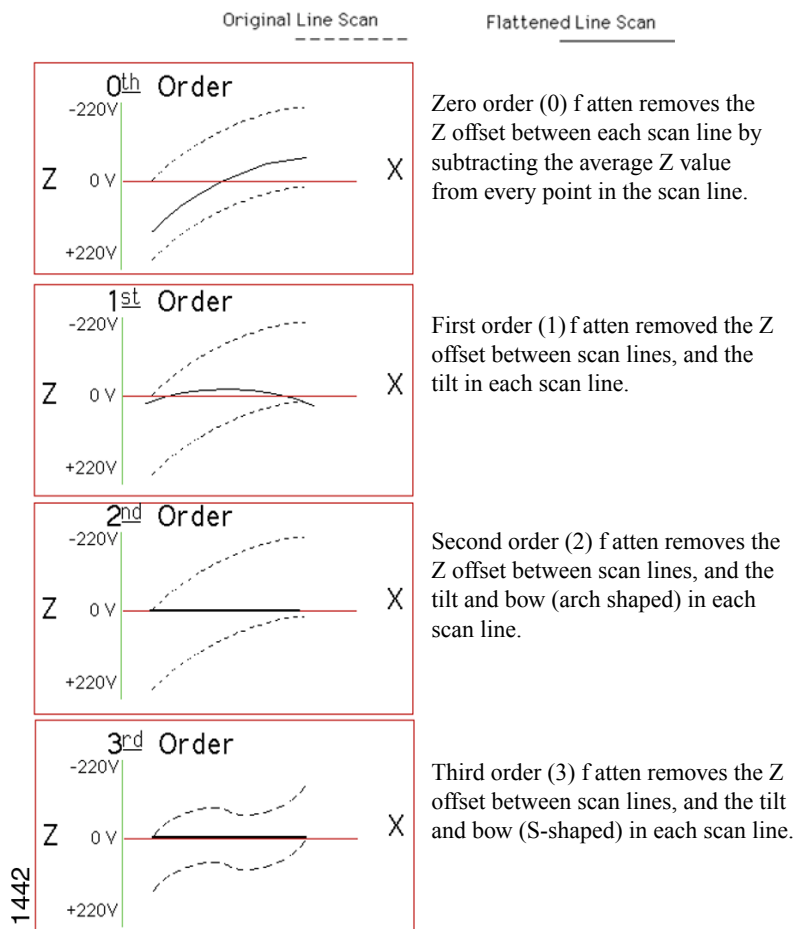 Original Line Scan
Flattened Line Scan
0th Order
-220V
Z
0 V
X
+220V
Zero order (0) f atten removes the
Z offset between each scan line by
subtracting the average Z value
from every point in the scan line.
1st Order
-220V
Z
0 V
X
+220V
First order (1) f atten removed the Z
offset between scan lines, and the
tilt in each scan line.
2nd Order
-220V
Z
0 V
X
+220V
Second order (2) f atten removes the
Z offset between scan lines, and the
tilt and bow (arch shaped) in each
scan line.
3rd Order
-220V
Z
0 V
X
+220V
Third order (3) f atten removes the Z
offset between scan lines, and the tilt
and bow (S-shaped) in each scan line.
1442